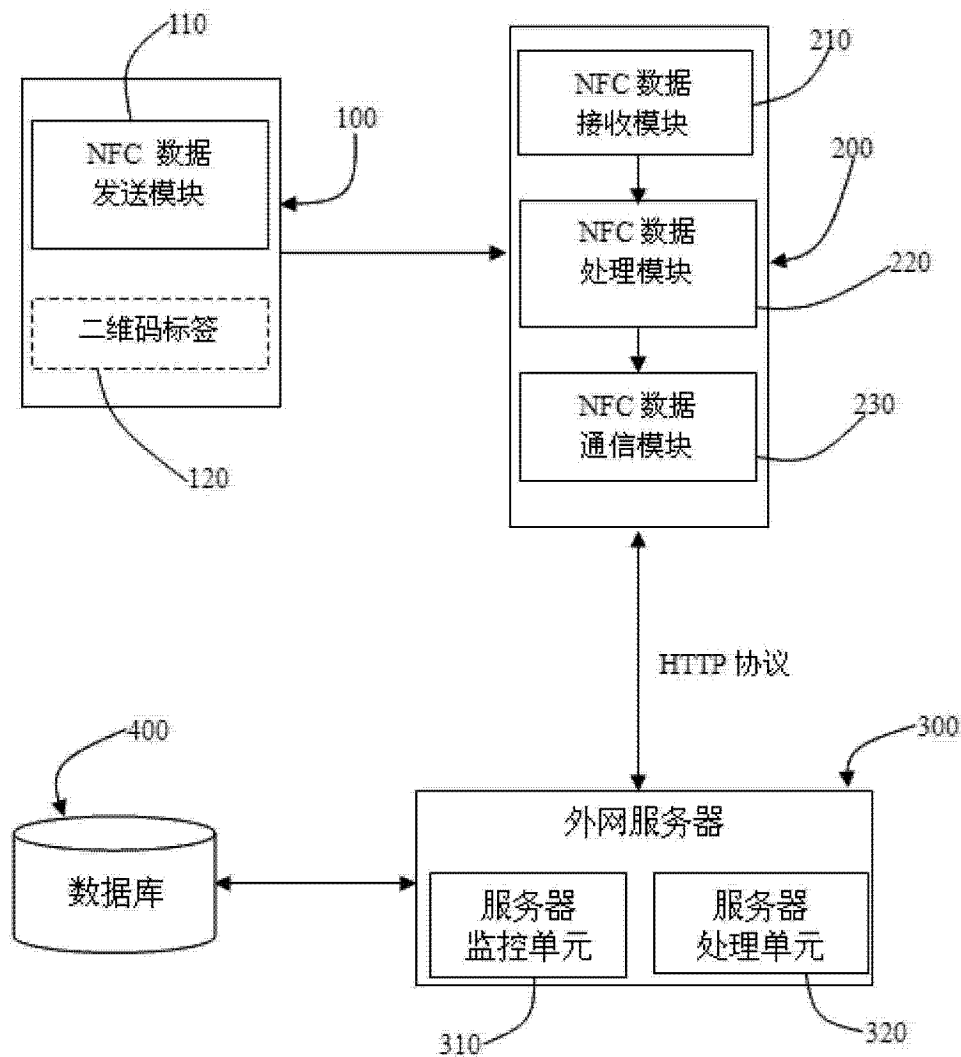 110
NFC 数据
发送模块
100
二维码标签
120
210
NFC 数据
接收模块
200
NFC 数据
处理模块
220
NFC 数据
通信模块
230
HTTP 协议
400
数据库
300
外网服务器
服务器
监控单元
服务器
处理单元
310
320